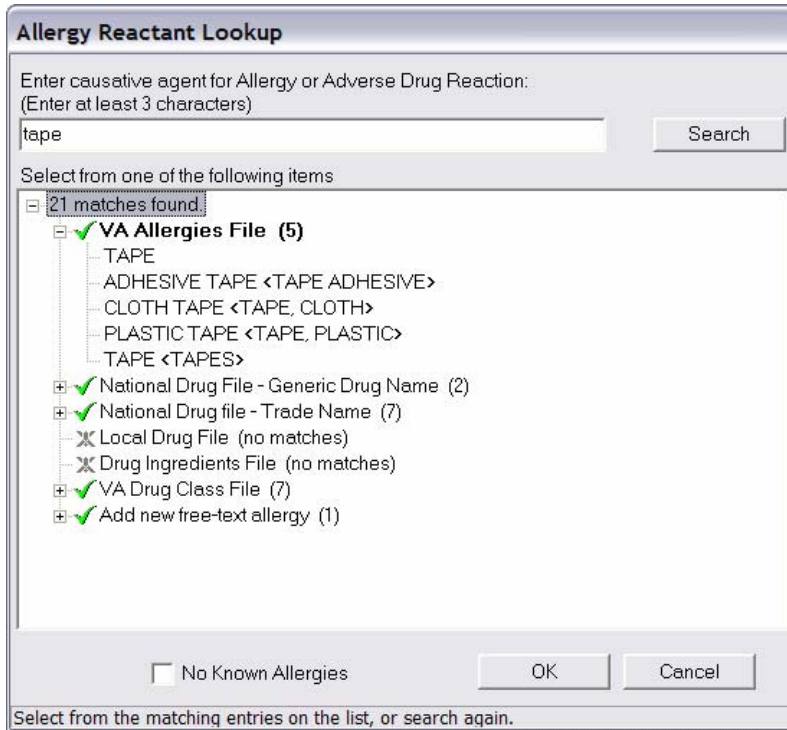 Allergy Reactant Lookup
Enter causative agent for Allergy or Adverse Drug Reaction:
(Enter at least 3 characters)
tape
Search
Select from one of the following items
21 matches found.
VA Allergies File (5)
TAPE
ADHESIVE TAPE <TAPE ADHESIVE>
CLOTH TAPE <TAPE, CLOTH>
PLASTIC TAPE <TAPE, PLASTIC>
TAPE <TAPES>
National Drug File - Generic Drug Name (2)
National Drug file - Trade Name (7)
Local Drug File (no matches)
Drug Ingredients File (no matches)
VA Drug Class File (7)
Add new free-text allergy (1)
No Known Allergies
OK
Cancel
Select from the matching entries on the list, or search again.